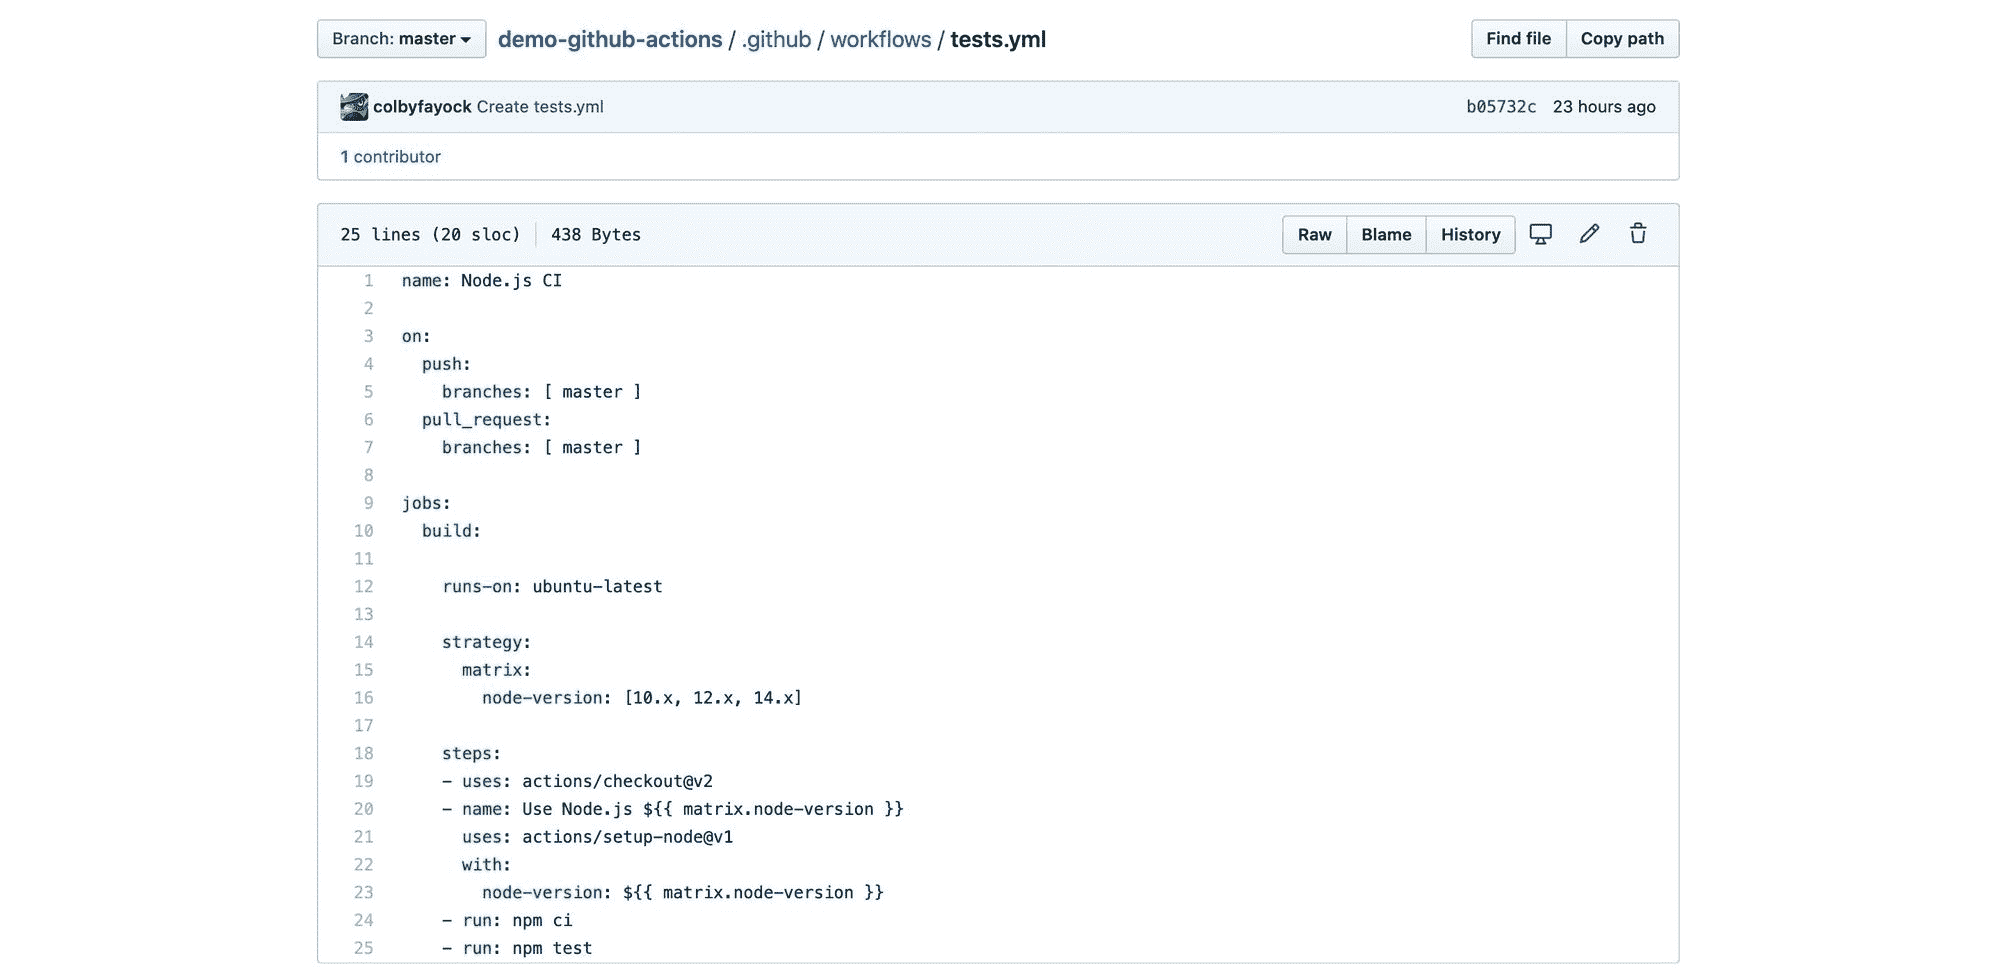 Branch: master demo-github-actions / .github / workflows / tests.yml Find file Copy path
colbyfayock Create tests.yml b05732c 23 hours ago
1 contributor
25 lines (20 sloc) 438 Bytes Raw Blame History
1 name: Node.js CI
2
3 on:
4   push:
5     branches: [ master ]
6   pull_request:
7     branches: [ master ]
8
9 jobs:
10   build:
11
12     runs-on: ubuntu-latest
13
14     strategy:
15       matrix:
16         node-version: [10.x, 12.x, 14.x]
17
18     steps:
19     - uses: actions/checkout@v2
20     - name: Use Node.js ${{ matrix.node-version }}
21       uses: actions/setup-node@v1
22       with:
23         node-version: ${{ matrix.node-version }}
24     - run: npm ci
25     - run: npm test